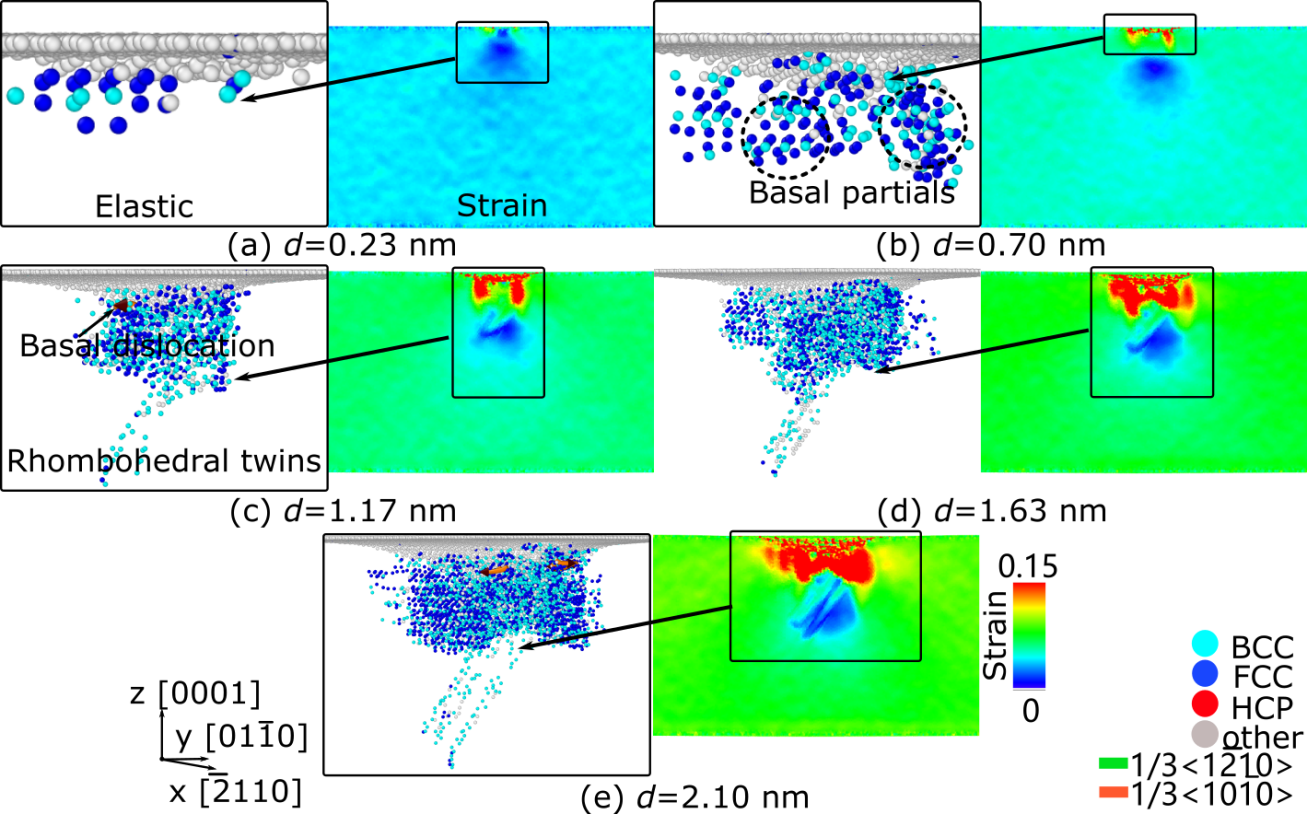 Elastic
Strain
Basal partials
(a) d=0.23 nm
(b) d=0.70 nm
Basal dislocation
Rhombohedral twins
(c) d=1.17 nm
(d) d=1.63 nm
0.15
Strain
0
BCC
FCC
HCP
other
z [0001]
y [011̅0]
x [2̅110]
1/3<12̅10>
1/3<101̅0>
(e) d=2.10 nm